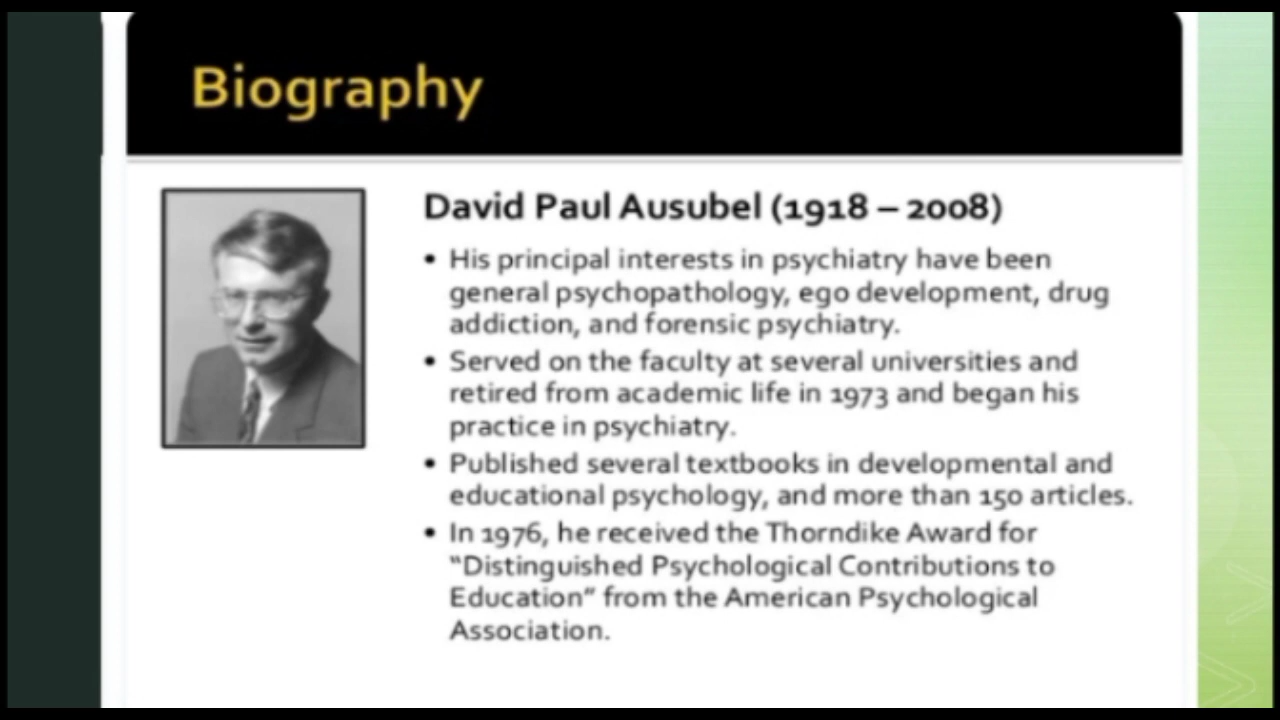 Biography
David Paul Ausubel (1918 – 2008)
• His principal interests in psychiatry have been
general psychopathology, ego development, drug
addiction, and forensic psychiatry.
• Served on the faculty at several universities and
retired from academic life in 1973 and began his
practice in psychiatry.
• Published several textbooks in developmental and
educational psychology, and more than 150 articles.
• In 1976, he received the Thorndike Award for
“Distinguished Psychological Contributions to
Education” from the American Psychological
Association.